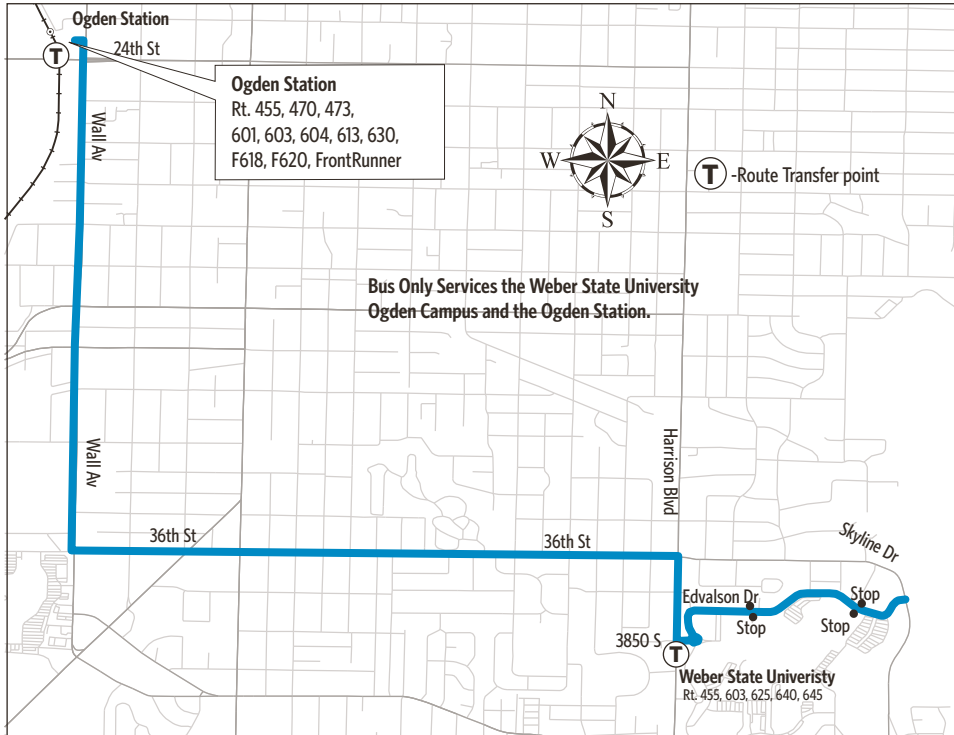 Ogden Station
T
24th St
Ogden Station
Rt. 455, 470, 473,
601, 603, 604, 613, 630,
F618, F620, FrontRunner
Wall Av
N
W
E
S
T -Route Transfer point
Bus Only Services the Weber State University
Ogden Campus and the Ogden Station.
Wall Av
Harrison Blvd
36th St
36th St
Skyline Dr
Edvalson Dr
Stop
Stop
Stop
3850 S
T
Weber State Univeristy
Rt. 455, 603, 625, 640, 645